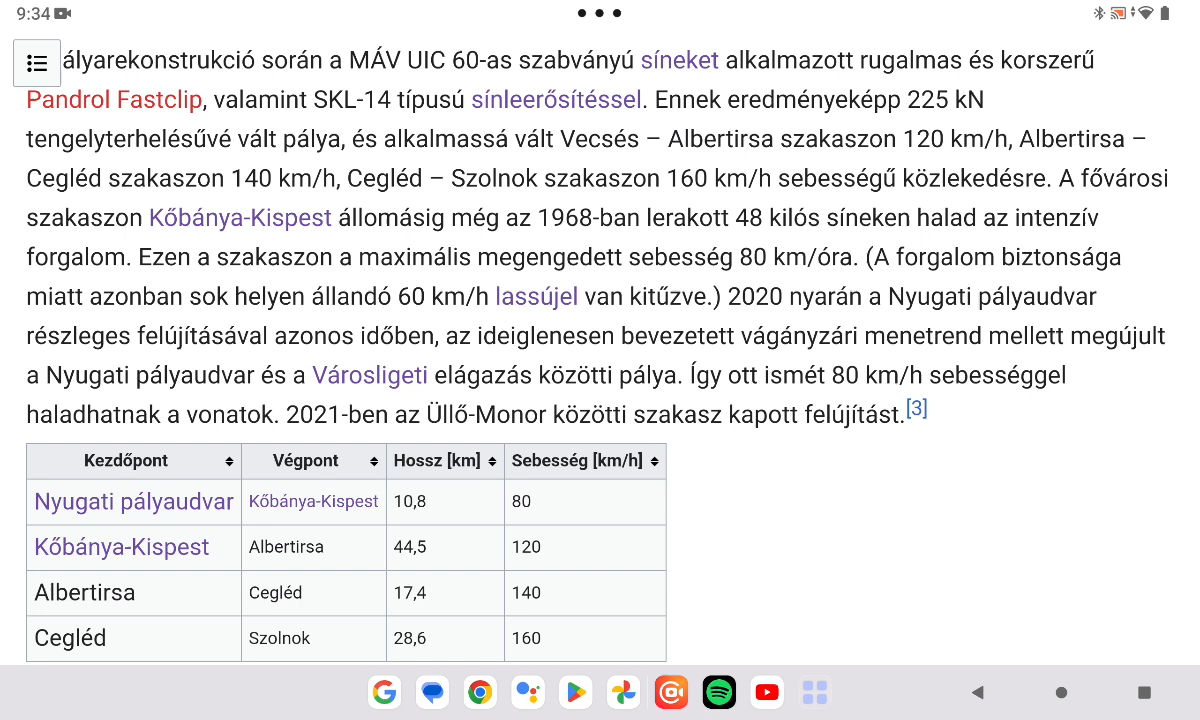 9:34
ályarekonstrukció során a MÁV UIC 60-as szabványú síneket alkalmazott rugalmas és korszerű
Pandrol Fastclip, valamint SKL-14 típusú sínleerősítéssel. Ennek eredményeképp 225 kN
tengelyterhelésűvé vált pálya, és alkalmassá vált Vecsés – Albertirsa szakaszon 120 km/h, Albertirsa –
Cegléd szakaszon 140 km/h, Cegléd – Szolnok szakaszon 160 km/h sebességű közlekedésre. A fővárosi
szakaszon Kőbánya-Kispest állomásig még az 1968-ban lerakott 48 kilós síneken halad az intenzív
forgalom. Ezen a szakaszon a maximális megengedett sebesség 80 km/óra. (A forgalom biztonsága
miatt azonban sok helyen állandó 60 km/h lassújel van kitűzve.) 2020 nyarán a Nyugati pályaudvar
részleges felújításával azonos időben, az ideiglenesen bevezetett vágányzári menetrend mellett megújult
a Nyugati pályaudvar és a Városligeti elágazás közötti pálya. Így ott ismét 80 km/h sebességgel
haladhatnak a vonatok. 2021-ben az Üllő-Monor közötti szakasz kapott felújítást.[3]
Kezdőpont Végpont Hossz [km] Sebesség [km/h]
Nyugati pályaudvar Kőbánya-Kispest 10,8 80
Kőbánya-Kispest Albertirsa 44,5 120
Albertirsa Cegléd 17,4 140
Cegléd Szolnok 28,6 160